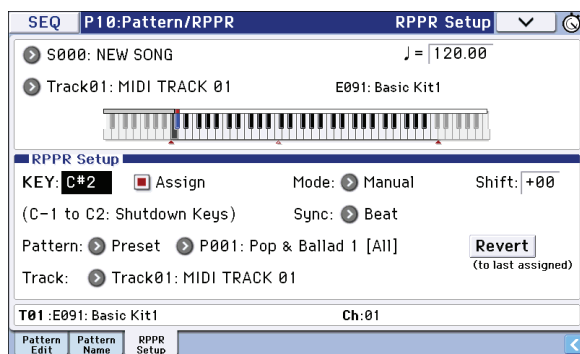 SEQ P10:Pattern/RPPR RPPR Setup
S000: NEW SONG ♩= 120.00
Track01: MIDI TRACK 01 E091: Basic Kit1
RPPR Setup
KEY: C#2 Assign Mode: Manual Shift: +00
(C-1 to C2: Shutdown Keys) Sync: Beat
Pattern: Preset P001: Pop & Ballad 1 [All] Revert
(to last assigned)
Track: Track01: MIDI TRACK 01
T01 :E091: Basic Kit1 Ch:01
Pattern Edit Pattern Name RPPR Setup